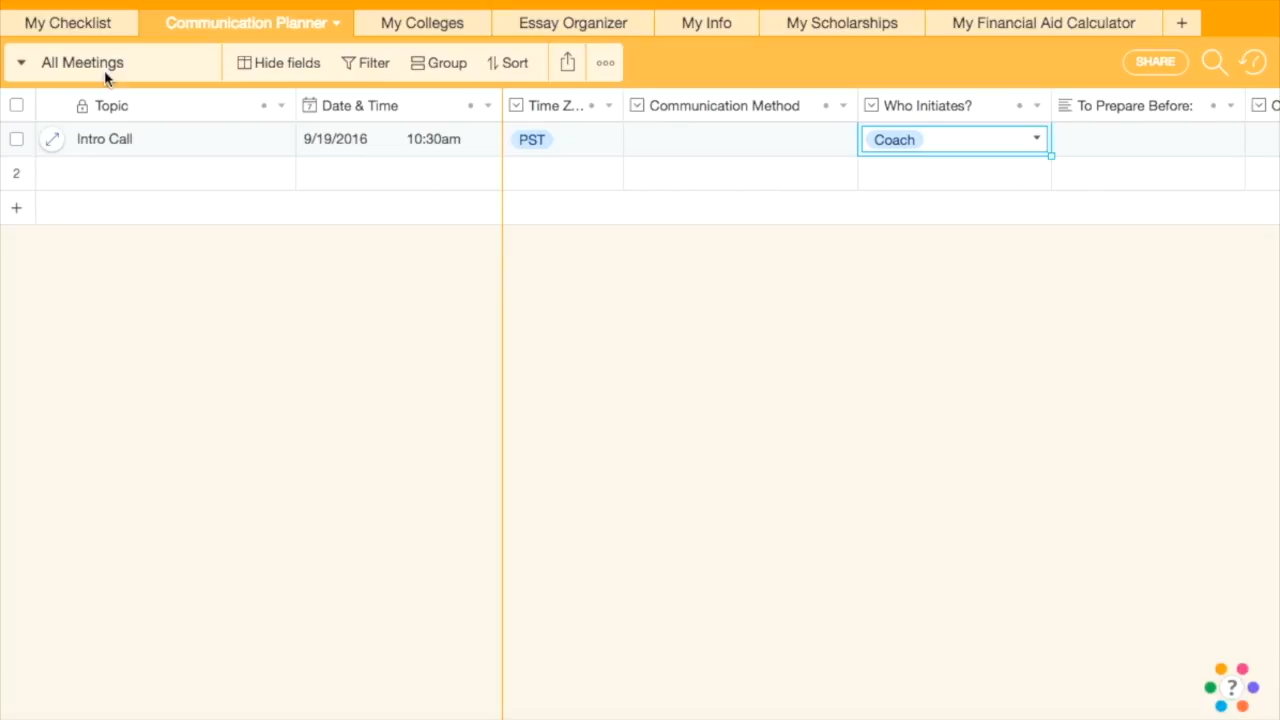 My Checklist Communication Planner My Colleges Essay Organizer My Info My Scholarships My Financial Aid Calculator +
All Meetings Hide fields Filter Group Sort SHARE
Topic Date & Time Time Z... Communication Method Who Initiates? To Prepare Before: C
Intro Call 9/19/2016 10:30am PST Coach
2
+
?